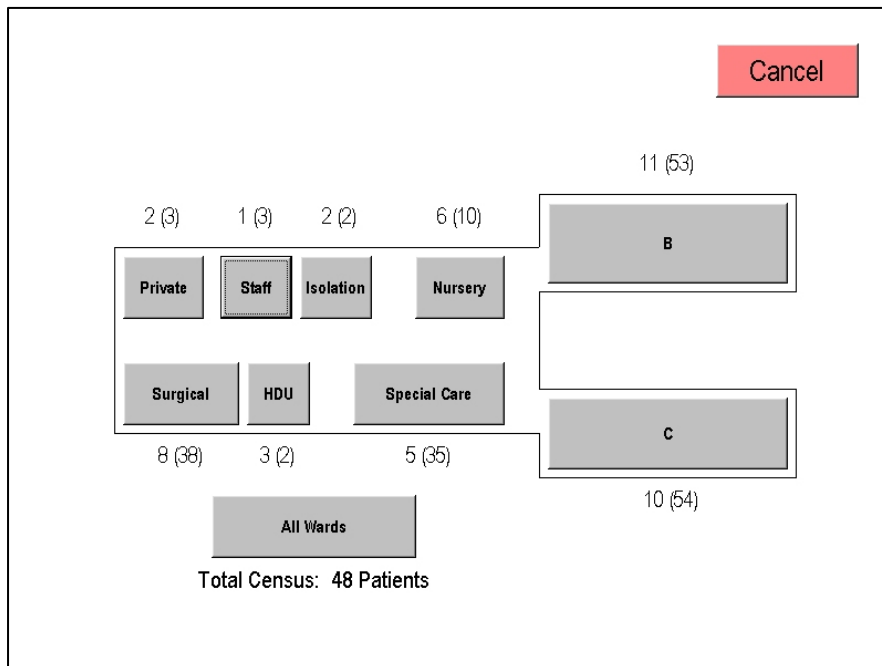 Cancel
11 (53)
2 (3) 1 (3) 2 (2) 6 (10)
B
Private Staff Isolation Nursery
Surgical HDU Special Care
C
8 (38) 3 (2) 5 (35)
10 (54)
All Wards
Total Census: 48 Patients